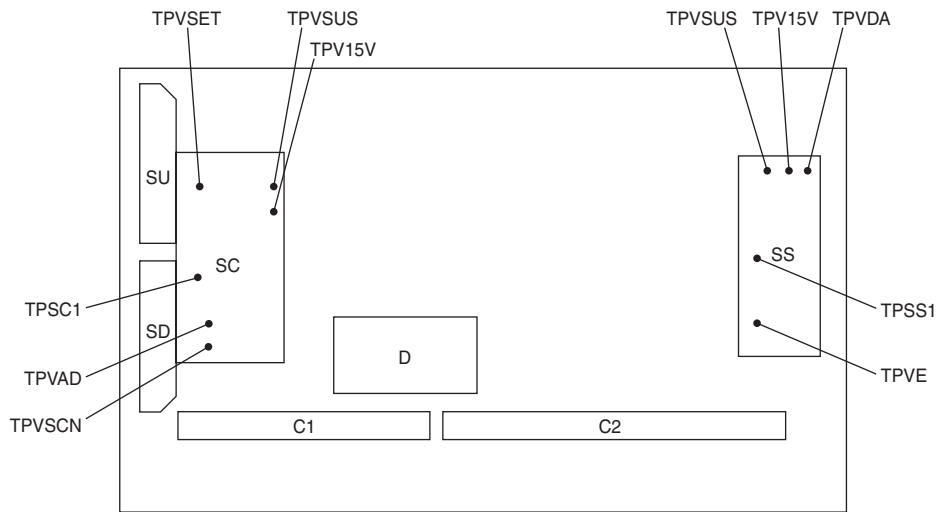 TPVSET TPVSUS TPVSUS TPV15V TPVDA
TPV15V
SU
SC SS
TPSC1 TPSS1
SD
D
TPVAD TPVE
TPVSCN
C1 C2